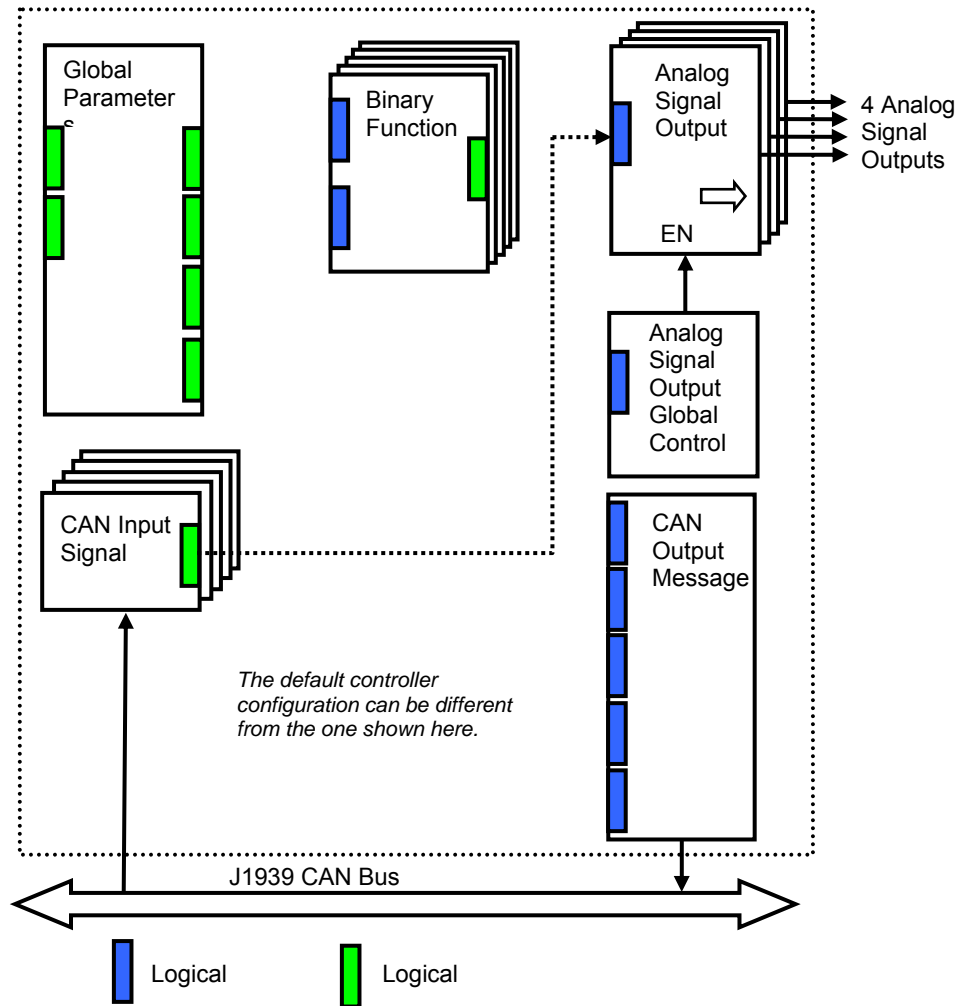 Global
Parameter
s
Binary
Function
Analog
Signal
Output
EN
4 Analog
Signal
Outputs
Analog
Signal
Output
Global
Control
CAN Input
Signal
CAN
Output
Message
The default controller
configuration can be different
from the one shown here.
J1939 CAN Bus
Logical
Logical